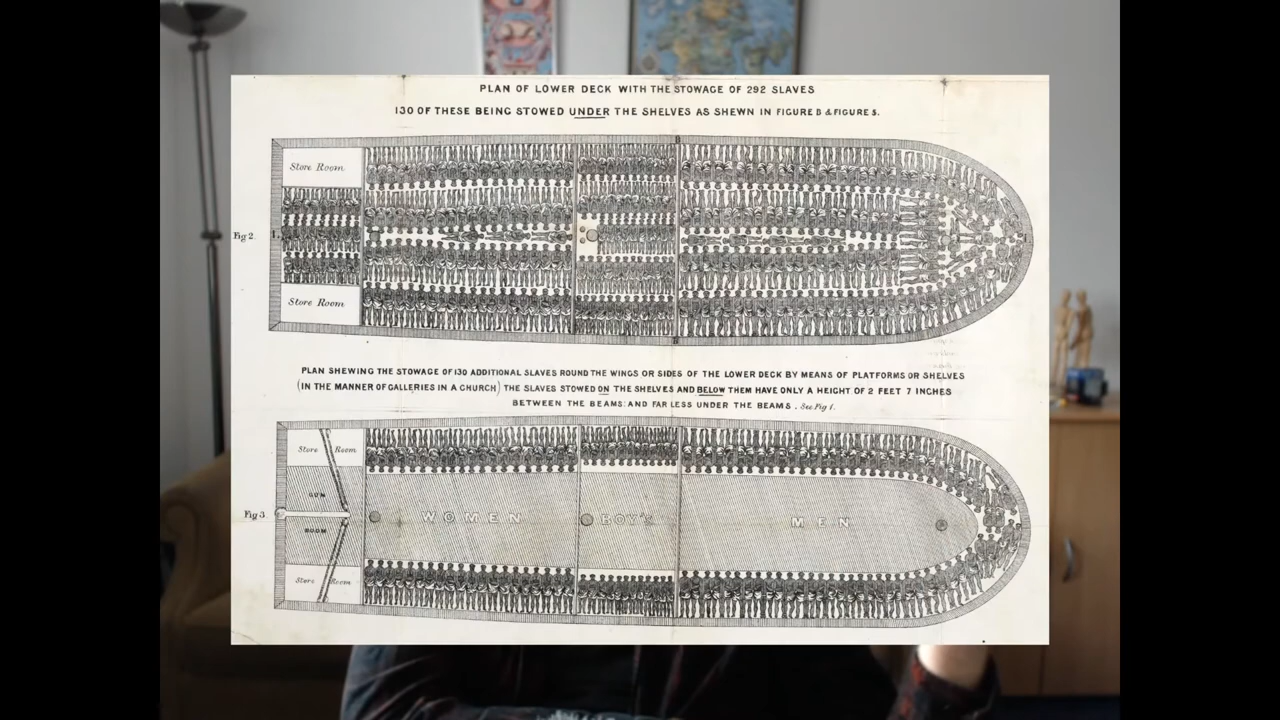 PLAN OF LOWER DECK WITH THE STOWAGE OF 292 SLAVES
130 OF THESE BEING STOWED UNDER THE SHELVES AS SHEWN IN FIGURE B & FIGURE 5.
B
Store Room
Fig 2.
Store Room
B
PLAN SHEWING THE STOWAGE OF 130 ADDITIONAL SLAVES ROUND THE WINGS OR SIDES OF THE LOWER DECK BY MEANS OF PLATFORMS OR SHELVES
(IN THE MANNER OF GALLERIES IN A CHURCH) THE SLAVES STOWED ON THE SHELVES AND BELOW THEM HAVE ONLY A HEIGHT OF 2 FEET 7 INCHES
BETWEEN THE BEAMS: AND FAR LESS UNDER THE BEAMS. See Fig 1.
Store Room
GUN
Fig 3.
WOMEN BOY'S MEN
ROOM
Store Room